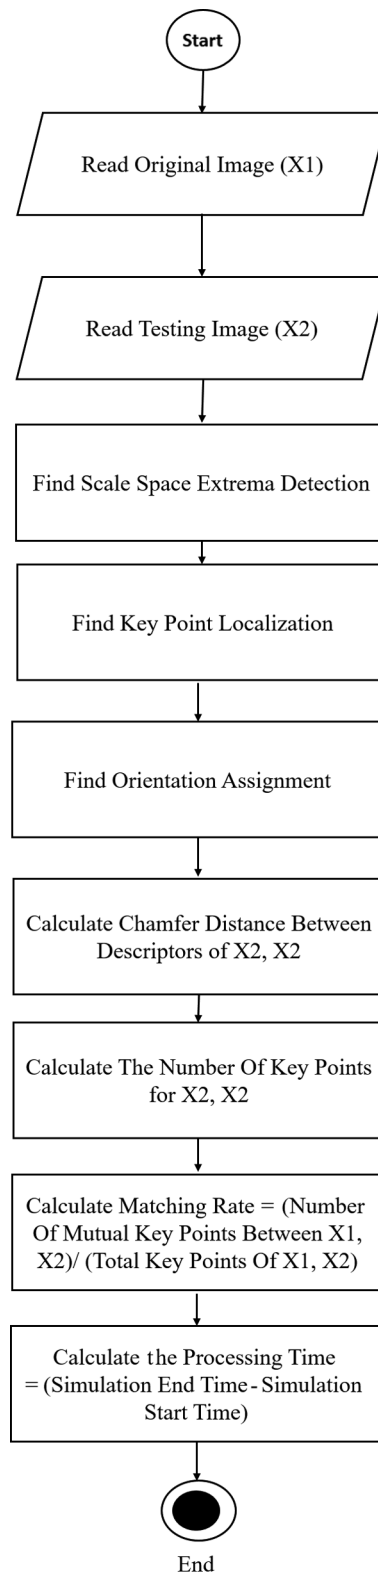 Start
Read Original Image (X1)
Read Testing Image (X2)
Find Scale Space Extrema Detection
Find Key Point Localization
Find Orientation Assignment
Calculate Chamfer Distance Between
Descriptors of X2, X2
Calculate The Number Of Key Points
for X2, X2
Calculate Matching Rate = (Number
Of Mutual Key Points Between X1,
X2)/ (Total Key Points Of X1, X2)
Calculate the Processing Time
= (Simulation End Time - Simulation
Start Time)
End